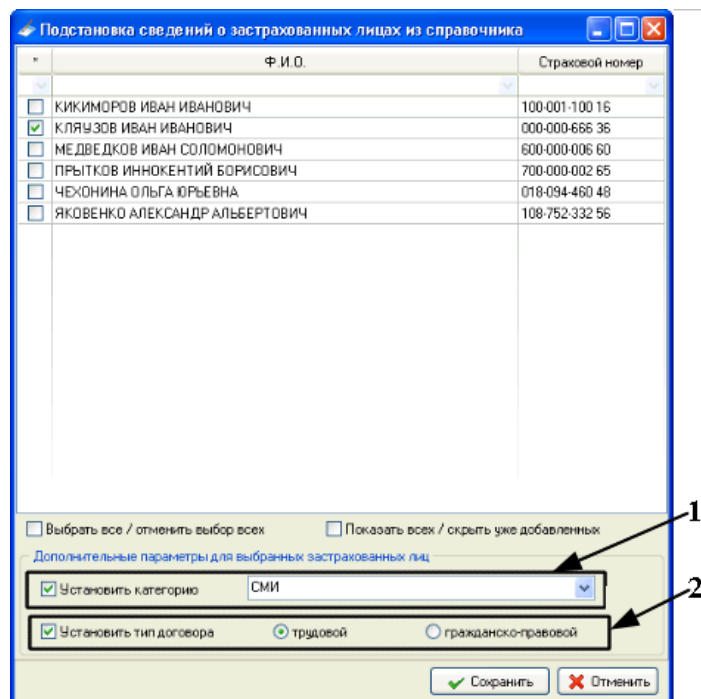 Подстановка сведений о застрахованных лицах из справочника
* Ф.И.О. Страховой номер
КИКИМОРОВ ИВАН ИВАНОВИЧ 100-001-100 16
КЛЯУЗОВ ИВАН ИВАНОВИЧ 000-000-666 36
МЕДВЕДКОВ ИВАН СОЛОМОНОВИЧ 600-000-006 60
ПРЫТКОВ ИННОКЕНТИЙ БОРИСОВИЧ 700-000-002 65
ЧЕХОНИНА ОЛЬГА ЮРЬЕВНА 018-094-460 48
ЯКОВЕНКО АЛЕКСАНДР АЛЬБЕРТОВИЧ 108-752-332 56
Выбрать все / отменить выбор всех Показать всех / скрыть уже добавленных 1
Дополнительные параметры для выбранных застрахованных лиц
Установить категорию СМИ 2
Установить тип договора трудовой гражданско-правовой
Сохранить Отменить